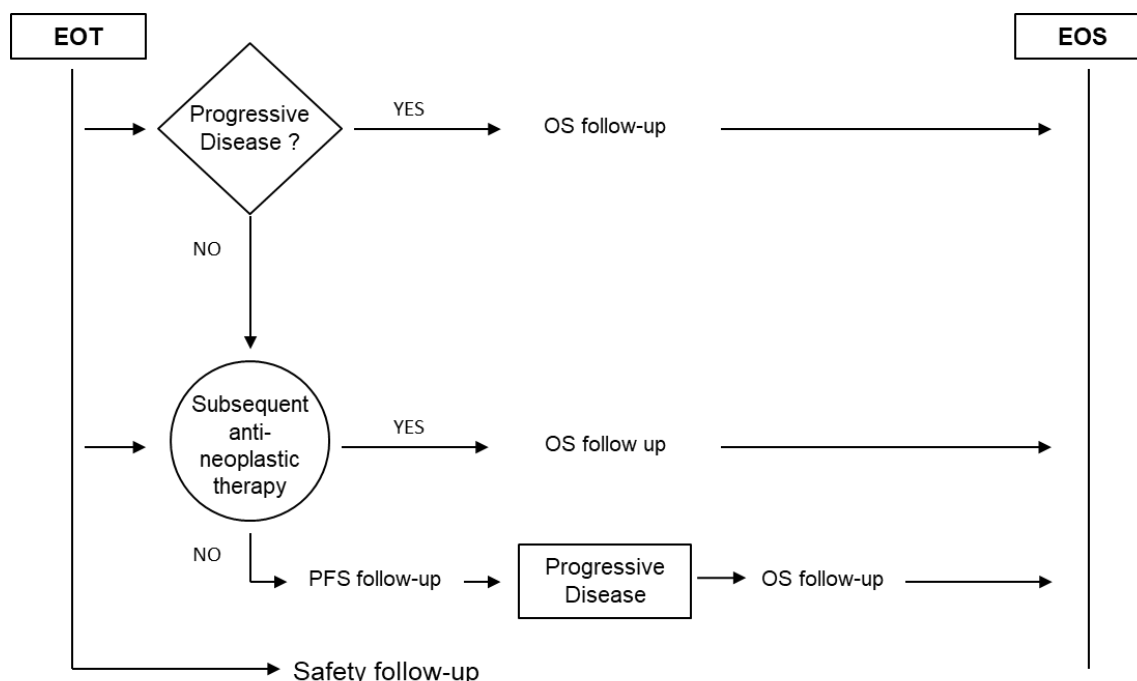 EOT
EOS
Progressive
Disease ?
YES
OS follow-up
NO
Subsequent
anti-
neoplastic
therapy
YES
OS follow up
NO
PFS follow-up
Progressive
Disease
OS follow-up
Safety follow-up